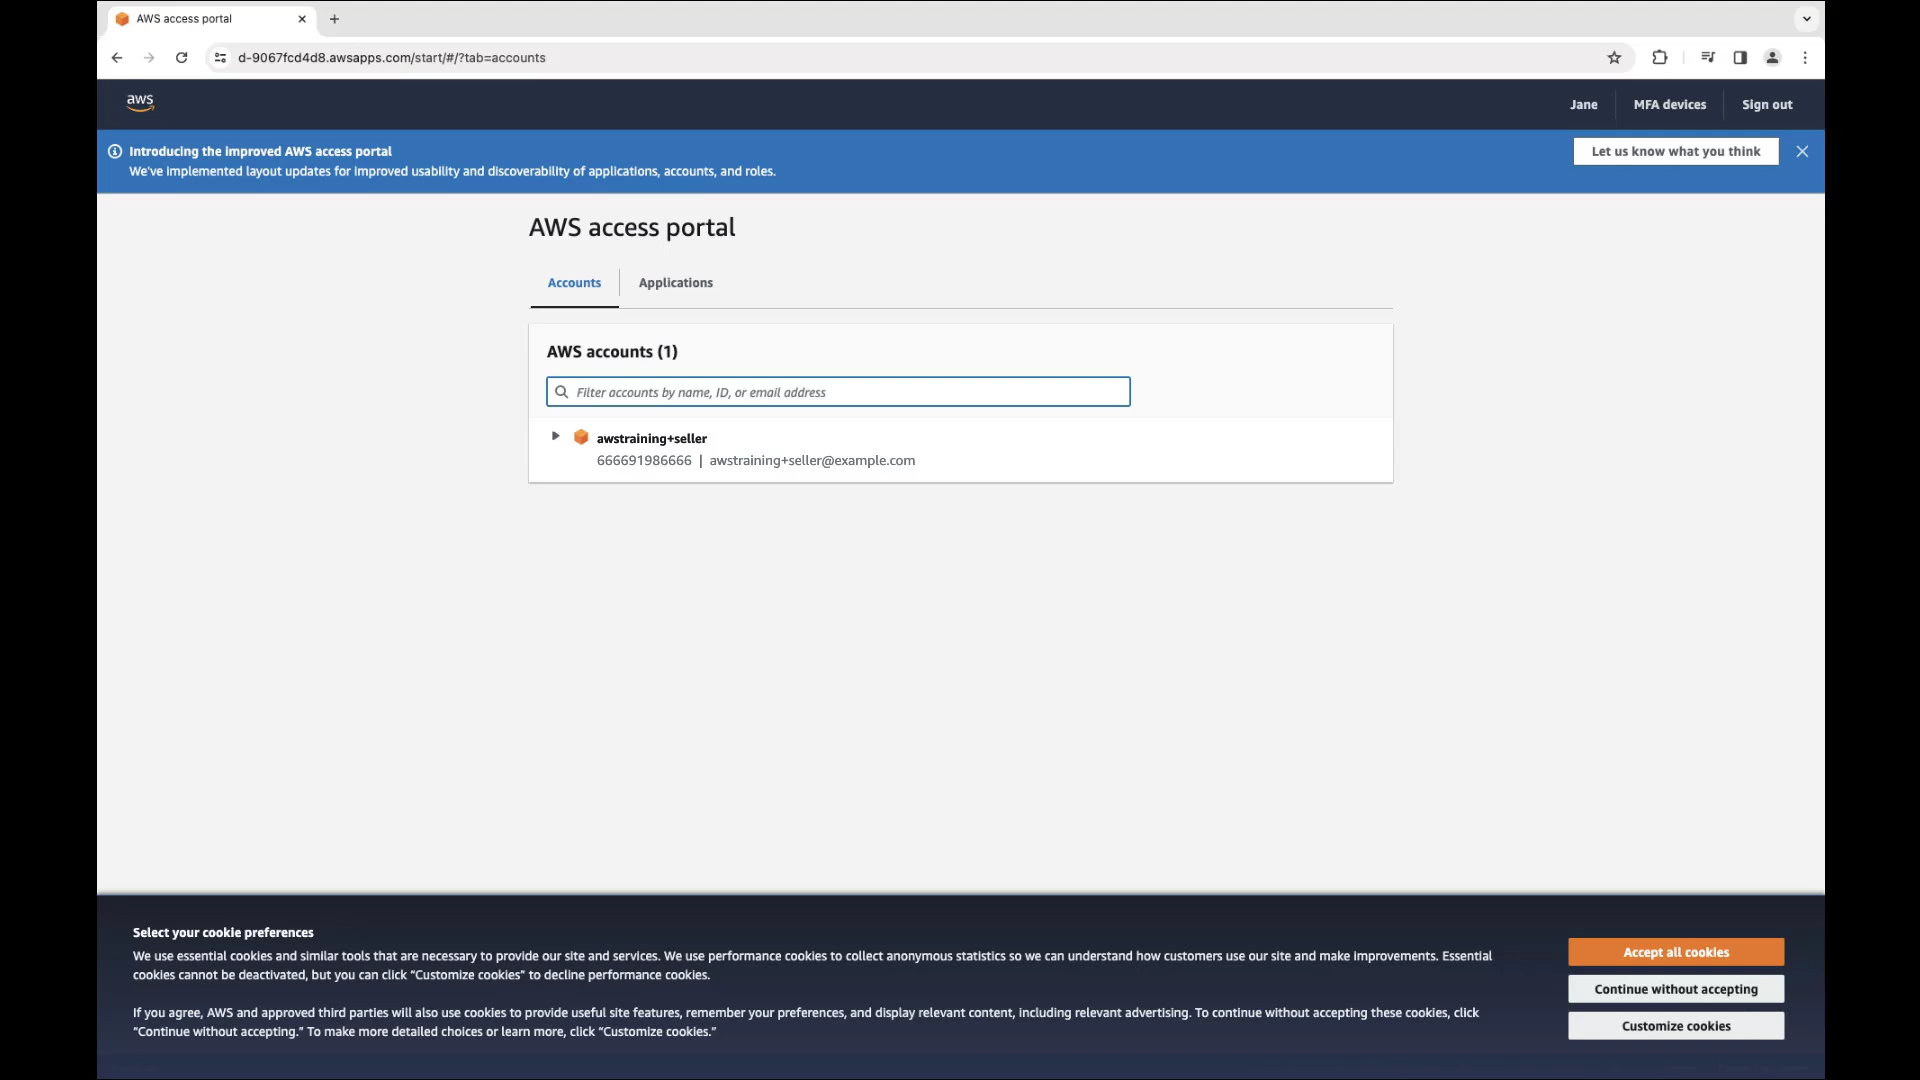 AWS access portal
d-9067fcd4d8.awsapps.com/start/#/?tab=accounts
aws
Jane
MFA devices
Sign out
Introducing the improved AWS access portal
We've implemented layout updates for improved usability and discoverability of applications, accounts, and roles.
Let us know what you think
AWS access portal
Accounts
Applications
AWS accounts (1)
Filter accounts by name, ID, or email address
awstraining+seller
666691986666 | awstraining+seller@example.com
Select your cookie preferences
We use essential cookies and similar tools that are necessary to provide our site and services. We use performance cookies to collect anonymous statistics so we can understand how customers use our site and make improvements. Essential
cookies cannot be deactivated, but you can click “Customize cookies” to decline performance cookies.
If you agree, AWS and approved third parties will also use cookies to provide useful site features, remember your preferences, and display relevant content, including relevant advertising. To continue without accepting these cookies, click
“Continue without accepting.” To make more detailed choices or learn more, click “Customize cookies.”
Accept all cookies
Continue without accepting
Customize cookies